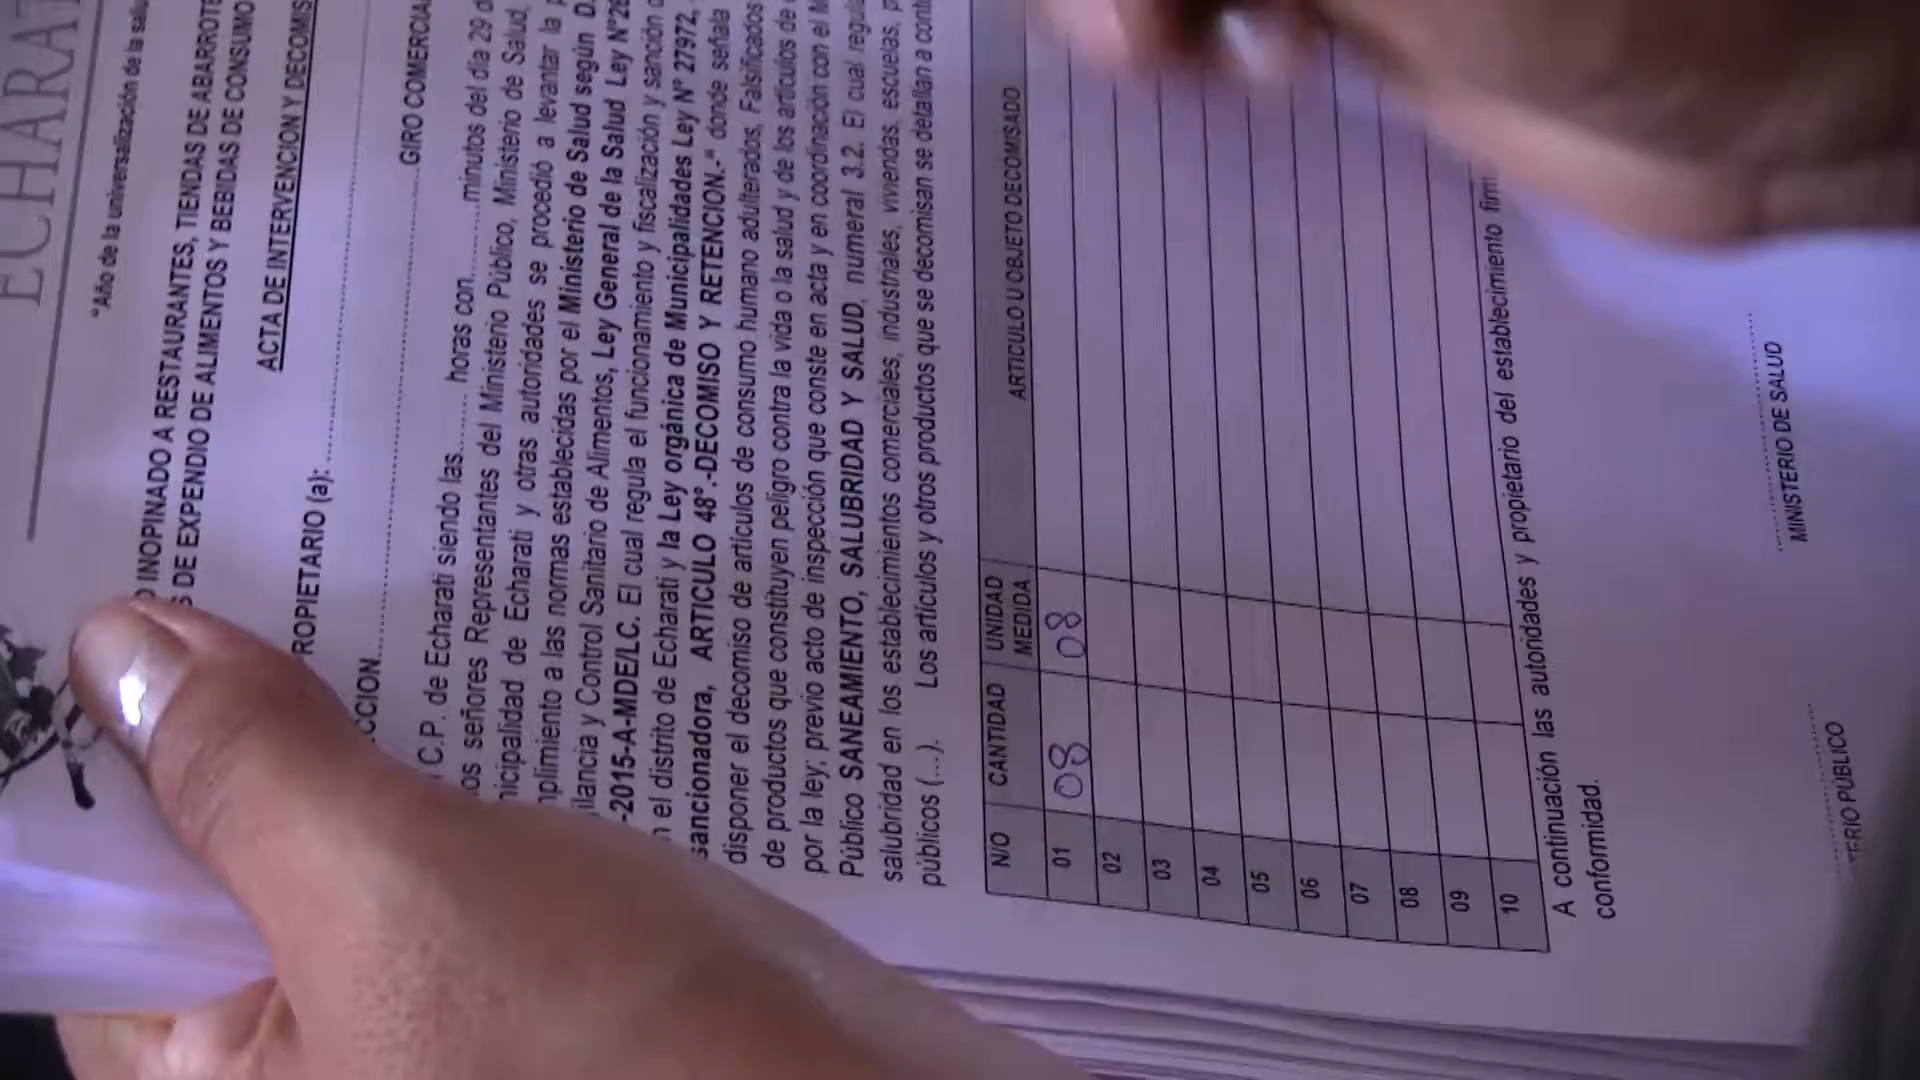 ECHARAT
"Año de la universalización de la salu
INOPINADO A RESTAURANTES, TIENDAS DE ABARROTE
S DE EXPENDIO DE ALIMENTOS Y BEBIDAS DE CONSUMO
ACTA DE INTERVENCION Y DECOMIS
ROPIETARIO (a):
CCION GIRO COMERCIA
C.P. de Echarati siendo las........ horas con..........minutos del día 29 d
os señores Representantes del Ministerio Público, Ministerio de Salud,
nicipalidad de Echarati y otras autoridades se procedió a levantar la p
nplimiento a las normas establecidas por el Ministerio de Salud según D.
ilancia y Control Sanitario de Alimentos, Ley General de la Salud Ley N°26
-2015-A-MDE/LC. El cual regula el funcionamiento y fiscalización y sanción d
n el distrito de Echarati y la Ley orgánica de Municipalidades Ley N° 27972,
sancionadora, ARTICULO 48°.-DECOMISO Y RETENCION.-" donde señala
disponer el decomiso de artículos de consumo humano adulterados, Falsificados
de productos que constituyen peligro contra la vida o la salud y de los artículos de
por la ley; previo acto de inspección que conste en acta y en coordinación con el M
Público SANEAMIENTO, SALUBRIDAD Y SALUD, numeral 3.2. El cual regula
salubridad en los establecimientos comerciales, industriales, viviendas, escuelas, p
públicos (...). Los artículos y otros productos que se decomisan se detallan a cont
N/O CANTIDAD UNIDAD MEDIDA ARTICULO U OBJETO DECOMISADO
01 08 08
02
03
04
05
06
07
08
09
10
A continuación las autoridades y propietario del establecimiento firm
conformidad.
TERIO PÚBLICO MINISTERIO DE SALUD